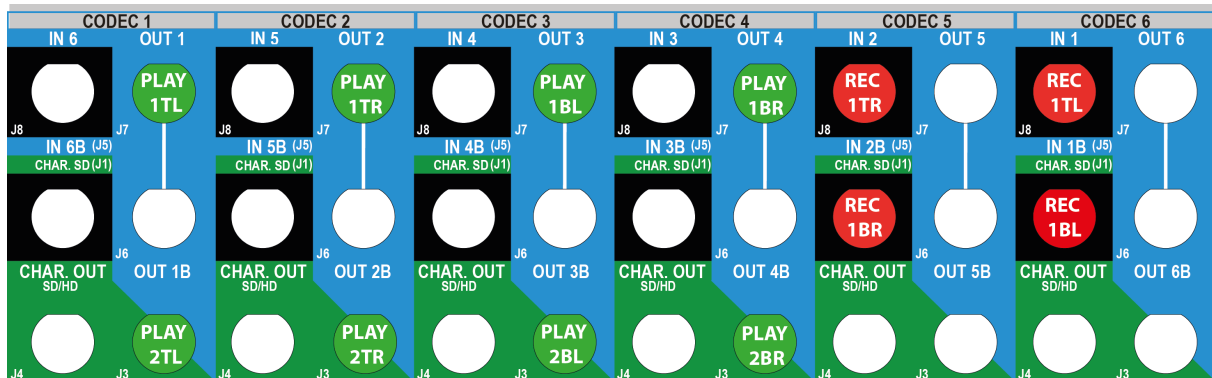 CODEC 1 CODEC 2 CODEC 3 CODEC 4 CODEC 5 CODEC 6
IN 6 OUT 1 IN 5 OUT 2 IN 4 OUT 3 IN 3 OUT 4 IN 2 OUT 5 IN 1 OUT 6
PLAY PLAY PLAY PLAY REC REC
1TL 1TR 1BL 1BR 1TR 1TL
J8 J7 J8 J7 J8 J7 J8 J7 J8 J7 J8 J7
IN 6B (J5) IN 5B (J5) IN 4B (J5) IN 3B (J5) IN 2B (J5) IN 1B (J5)
CHAR. SD (J1) CHAR. SD (J1) CHAR. SD (J1) CHAR. SD (J1) CHAR. SD (J1) CHAR. SD (J1)
REC REC
1BR 1BL
J6 J6 J6 J6 J6 J6
CHAR. OUT OUT 1B CHAR. OUT OUT 2B CHAR. OUT OUT 3B CHAR. OUT OUT 4B CHAR. OUT OUT 5B CHAR. OUT OUT 6B
SD/HD SD/HD SD/HD SD/HD SD/HD SD/HD
PLAY PLAY PLAY PLAY
2TL 2TR 2BL 2BR
J4 J3 J4 J3 J4 J3 J4 J3 J4 J3 J4 J3